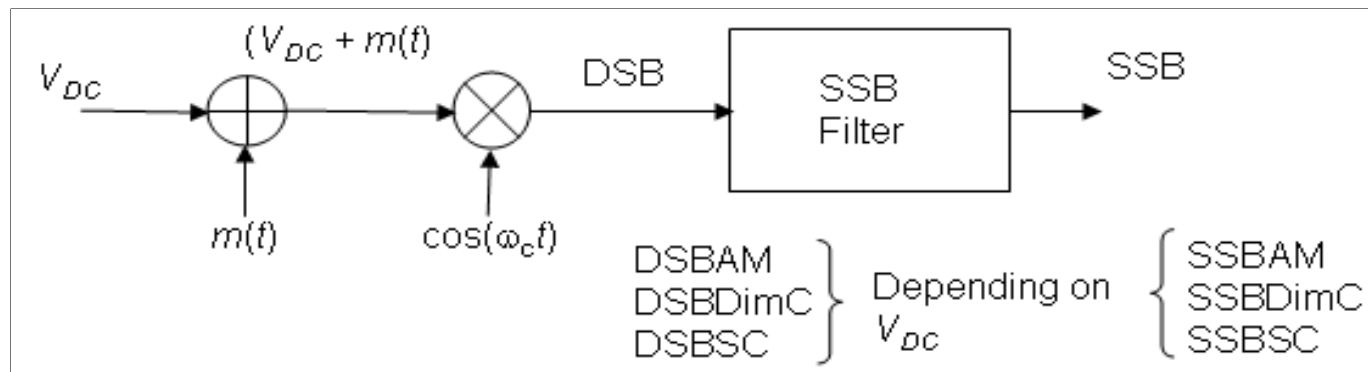 (V_DC + m(t)
V_DC
DSB
SSB
Filter
SSB
m(t)
cos(ω_c t)
DSBAM
DSBDimC
DSBSC
Depending on
V_DC
SSBAM
SSBDimC
SSBSC